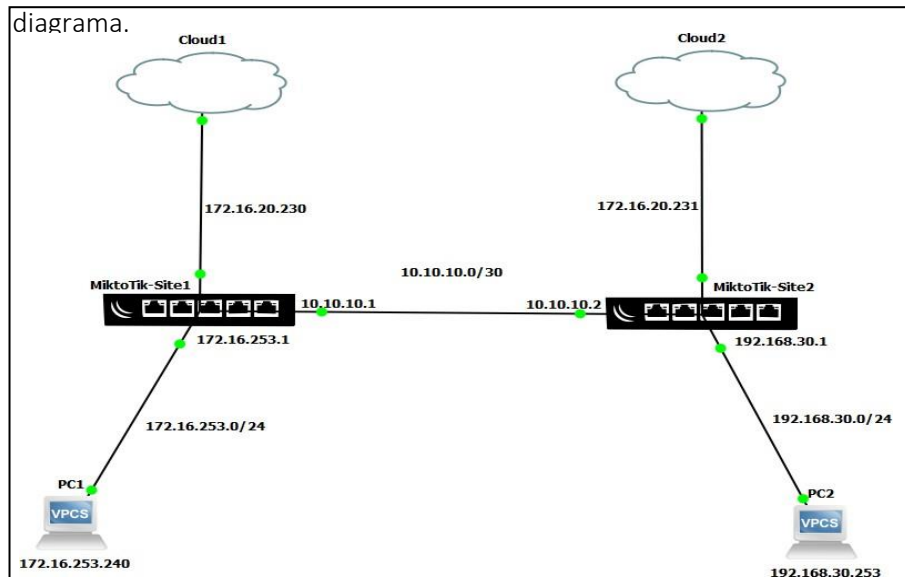 diagrama.
Cloud1
Cloud2
172.16.20.230
172.16.20.231
10.10.10.0/30
MiktoTik-Site1
MiktoTik-Site2
10.10.10.1
10.10.10.2
172.16.253.1
192.168.30.1
172.16.253.0/24
192.168.30.0/24
PC1
PC2
VPCS
VPCS
172.16.253.240
192.168.30.253